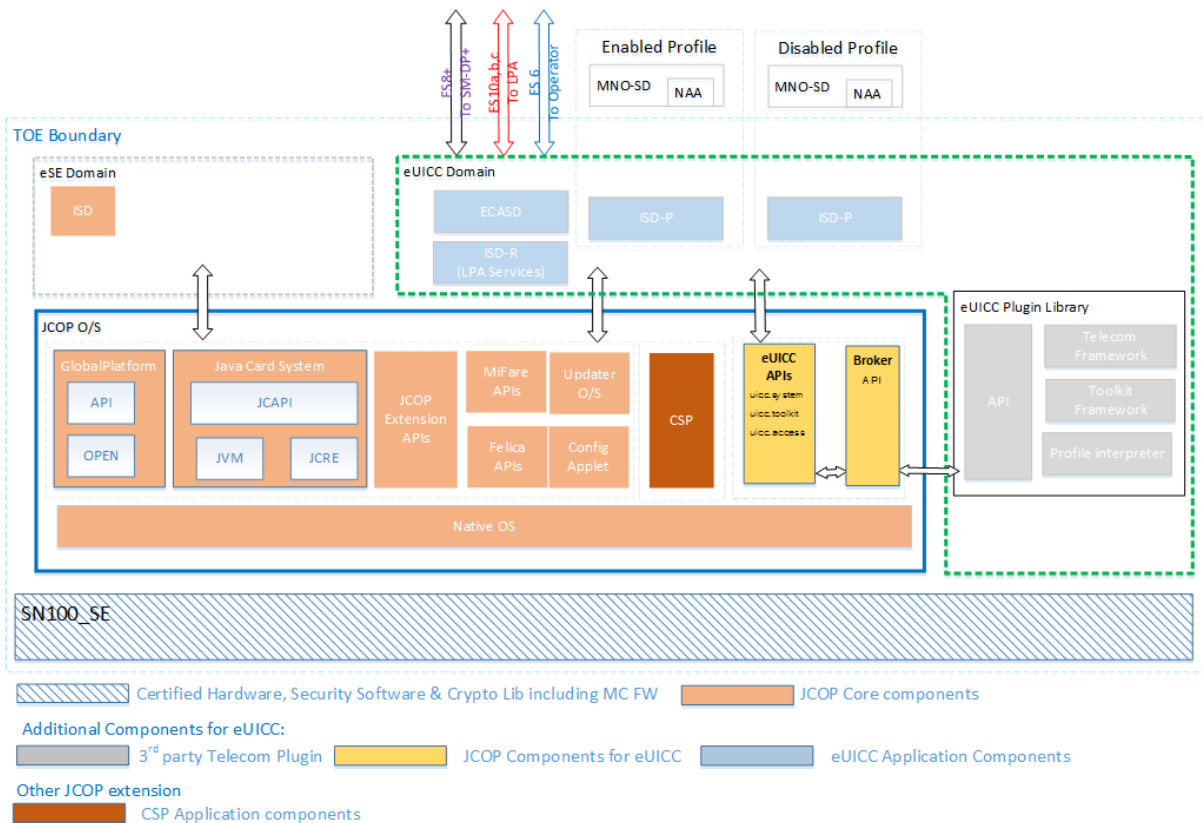 ES8+
To SM-DP+
ES10a,b,c
To LPA
ES 6
To Operator
Enabled Profile
MNO-SD
NAA
Disabled Profile
MNO-SD
NAA
TOE Boundary
eSE Domain
ISD
eUICC Domain
ECASD
ISD-R
(LPA Services)
ISD-P
ISD-P
JCOP O/S
GlobalPlatform
API
OPEN
Java Card System
JCAPI
JVM
JCRE
JCOP
Extension
APIs
MiFare
APIs
Updater
O/S
Felica
APIs
Config
Applet
CSP
eUICC
APIs
uicc.system
uicc.toolkit
uicc.access
Broker
API
eUICC Plugin Library
API
Telecom
Framework
Toolkit
Framework
Profile interpreter
Native OS
SN100_SE
Certified Hardware, Security Software & Crypto Lib including MC FW
JCOP Core components
Additional Components for eUICC:
3rd party Telecom Plugin
JCOP Components for eUICC
eUICC Application Components
Other JCOP extension
CSP Application components